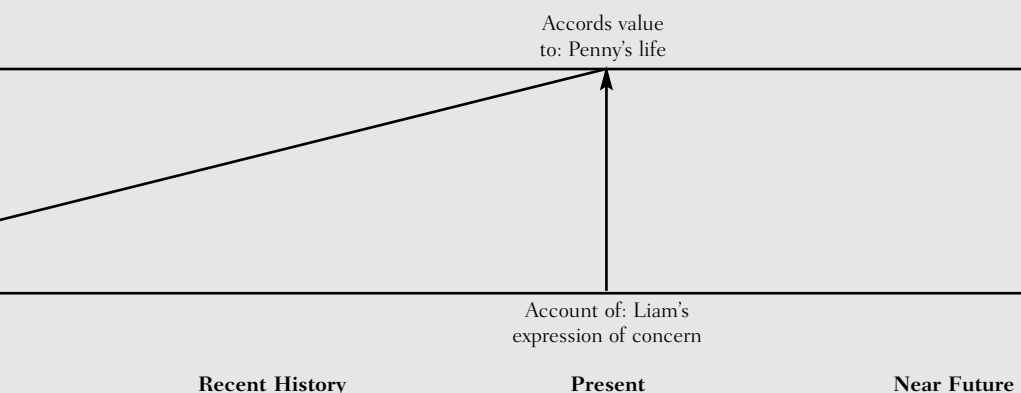 Accords value
to: Penny's life
Account of: Liam's
expression of concern
Recent History Present Near Future